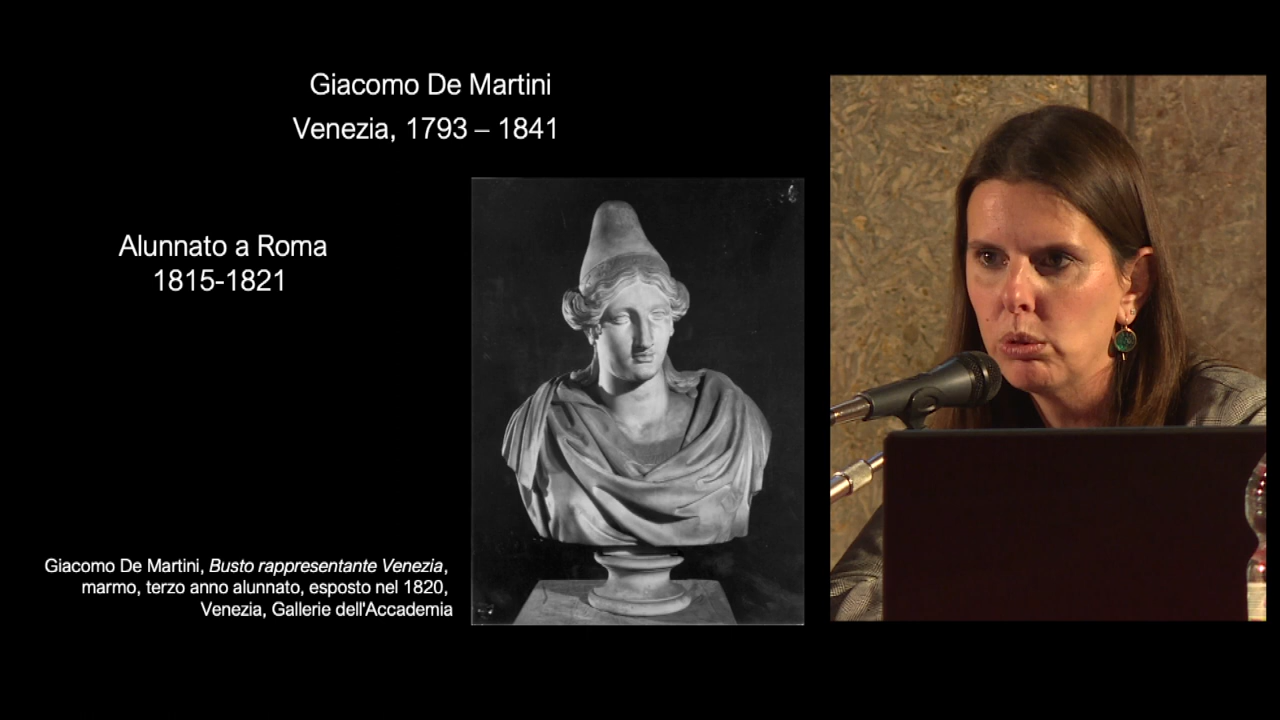 Giacomo De Martini
Venezia, 1793 – 1841
Alunnato a Roma
1815-1821
Giacomo De Martini, Busto rappresentante Venezia,
marmo, terzo anno alunnato, esposto nel 1820,
Venezia, Gallerie dell'Accademia